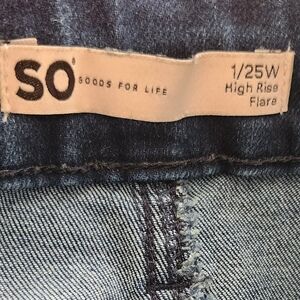 SO
GOODS FOR LIFE
1/25W
High Rise
Flare